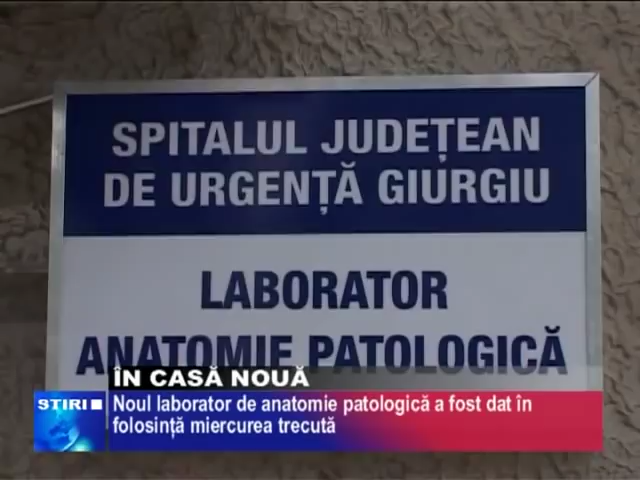 SPITALUL JUDEȚEAN
DE URGENȚĂ GIURGIU
LABORATOR
ANATOMIE PATOLOGICĂ
ÎN CASĂ NOUĂ
STIRI
Noul laborator de anatomie patologică a fost dat în
folosință miercurea trecută